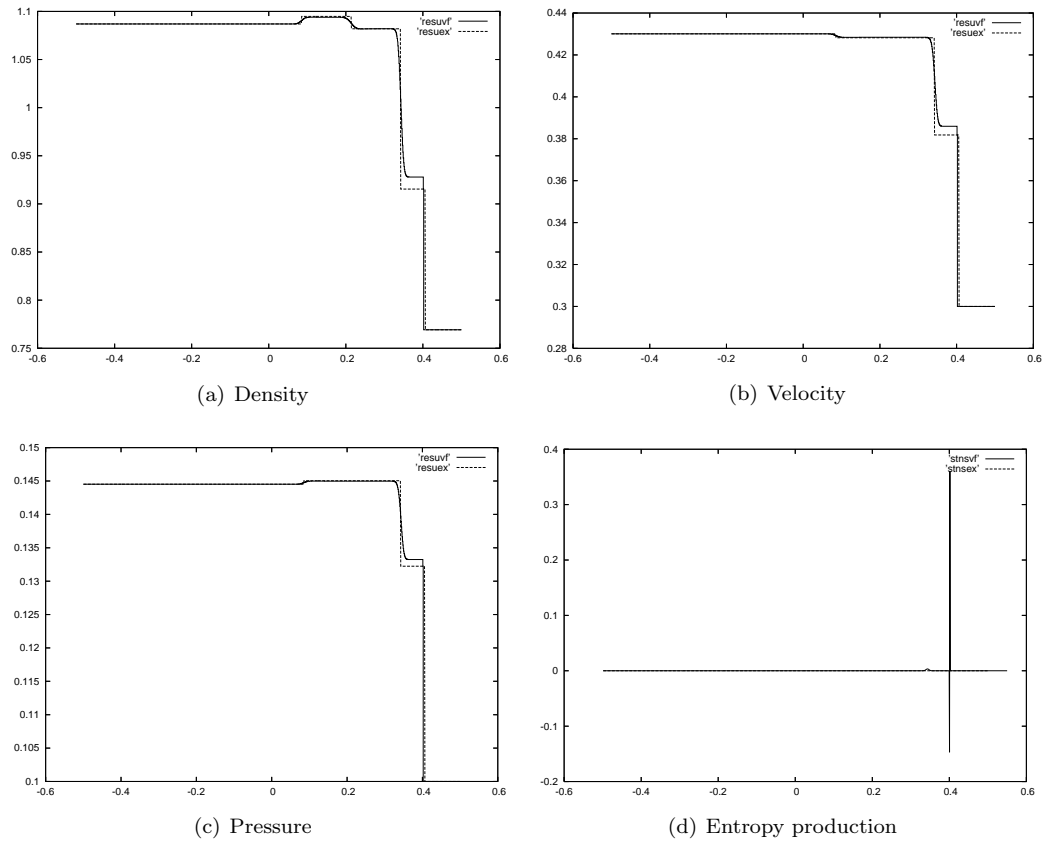 1.1
1.05
1
0.95
0.9
0.85
0.8
0.75
-0.6 -0.4 -0.2 0 0.2 0.4 0.6
'resuvf'
'resuex'
(a) Density
0.44
0.42
0.4
0.38
0.36
0.34
0.32
0.3
0.28
-0.6 -0.4 -0.2 0 0.2 0.4 0.6
'resuvf'
'resuex'
(b) Velocity
0.15
0.145
0.14
0.135
0.13
0.125
0.12
0.115
0.11
0.105
0.1
-0.6 -0.4 -0.2 0 0.2 0.4 0.6
'resuvf'
'resuex'
(c) Pressure
0.4
0.3
0.2
0.1
0
-0.1
-0.2
-0.6 -0.4 -0.2 0 0.2 0.4 0.6
'stnsvf'
'stnsex'
(d) Entropy production